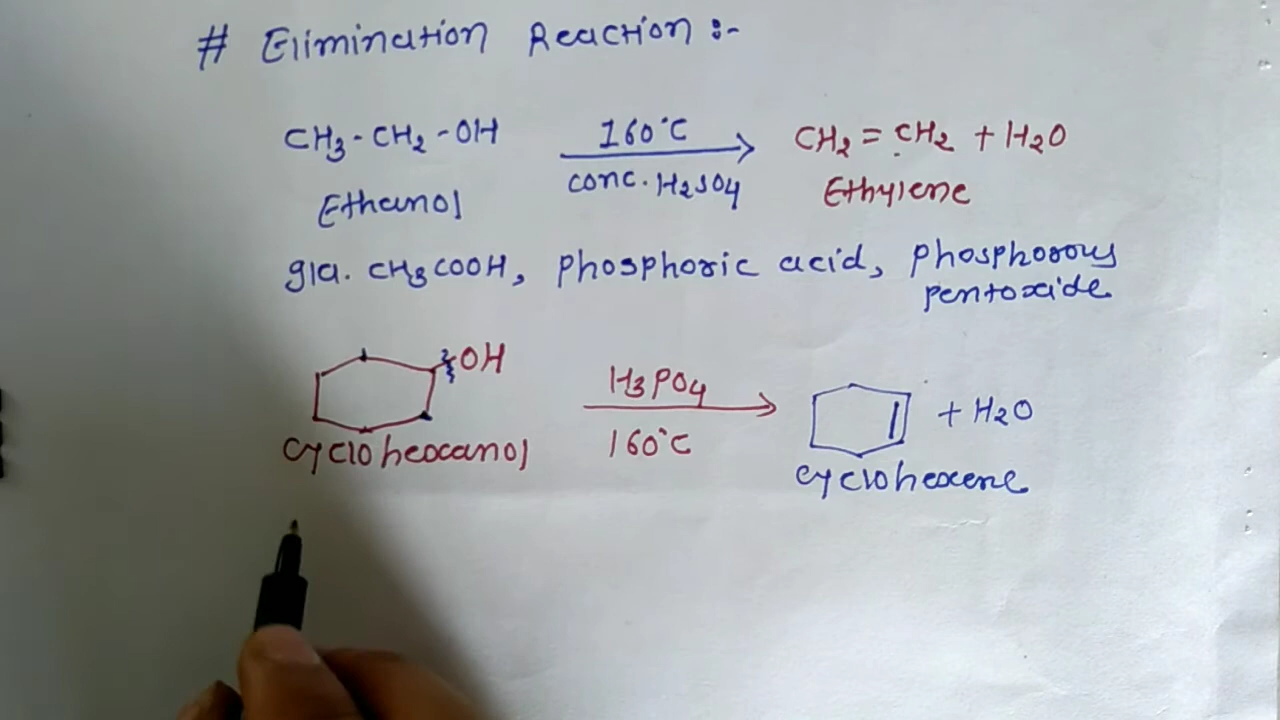 # Elimination Reaction :-
CH3 - CH2 - OH 160°C CH2 = CH2 + H2O
conc. H2SO4
Ethanol Ethylene
gla. CH3COOH, phosphoric acid, phosphorous
pentoxide
OH H3PO4
+ H2O
160°C
cyclohexanol cyclohexene